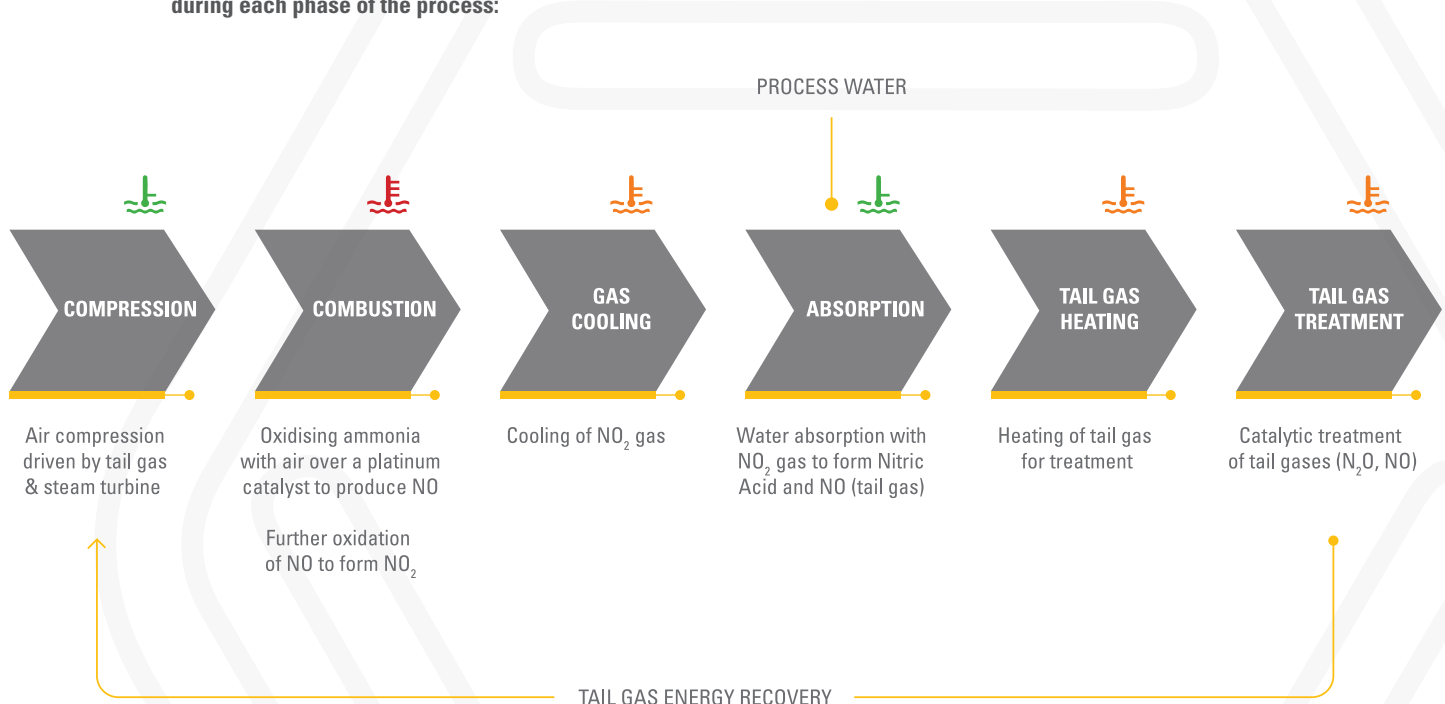 during each phase of the process:
PROCESS WATER
COMPRESSION
COMBUSTION
GAS
COOLING
ABSORPTION
TAIL GAS
HEATING
TAIL GAS
TREATMENT
Air compression
driven by tail gas
& steam turbine
Oxidising ammonia
with air over a platinum
catalyst to produce NO
Further oxidation
of NO to form NO₂
Cooling of NO₂ gas
Water absorption with
NO₂ gas to form Nitric
Acid and NO (tail gas)
Heating of tail gas
for treatment
Catalytic treatment
of tail gases (N₂O, NO)
TAIL GAS ENERGY RECOVERY